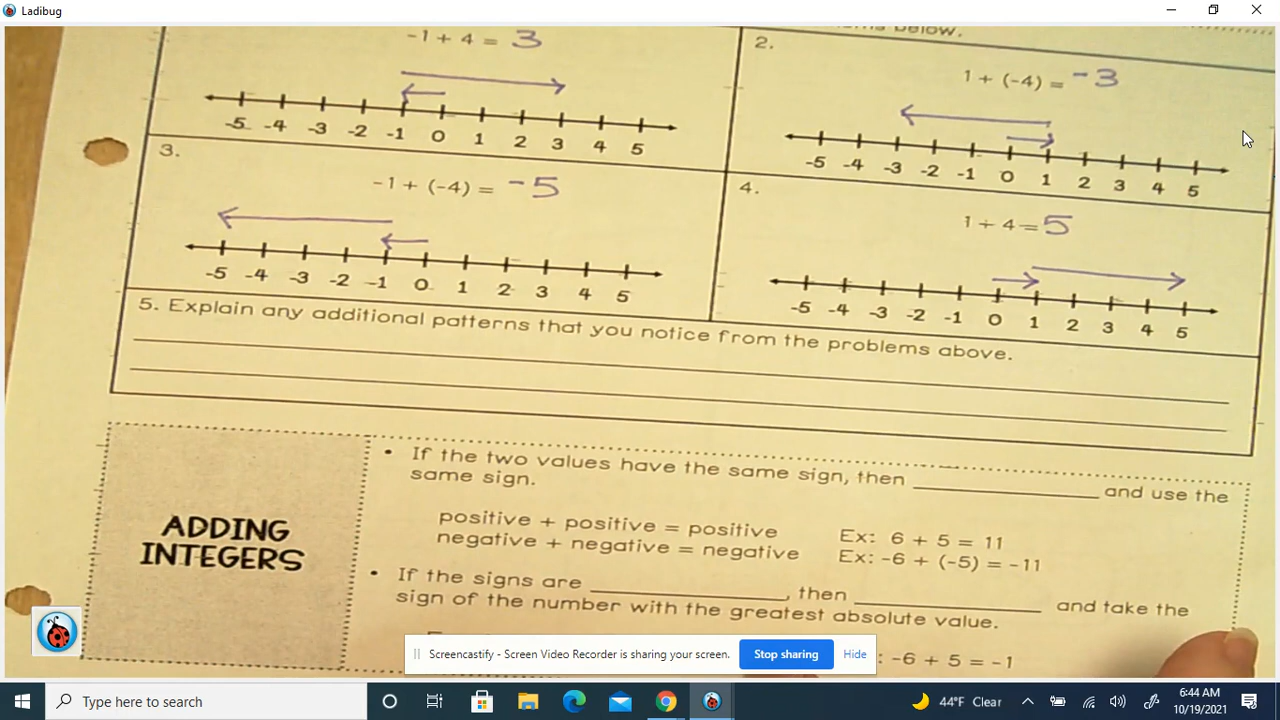 Ladibug
below.
-1 + 4 = 3
-5 -4 -3 -2 -1 0 1 2 3 4 5
2.
1 + (-4) = -3
-5 -4 -3 -2 -1 0 1 2 3 4 5
3.
-1 + (-4) = -5
-5 -4 -3 -2 -1 0 1 2 3 4 5
4.
1 + 4 = 5
-5 -4 -3 -2 -1 0 1 2 3 4 5
5. Explain any additional patterns that you notice from the problems above.
ADDING
INTEGERS
• If the two values have the same sign, then ____________ and use the
same sign.
positive + positive = positive Ex: 6 + 5 = 11
negative + negative = negative Ex: -6 + (-5) = -11
• If the signs are ____________, then ____________ and take the
sign of the number with the greatest absolute value.
: -6 + 5 = -1
Screencastify - Screen Video Recorder is sharing your screen. Stop sharing Hide
Type here to search
44°F Clear
6:44 AM
10/19/2021